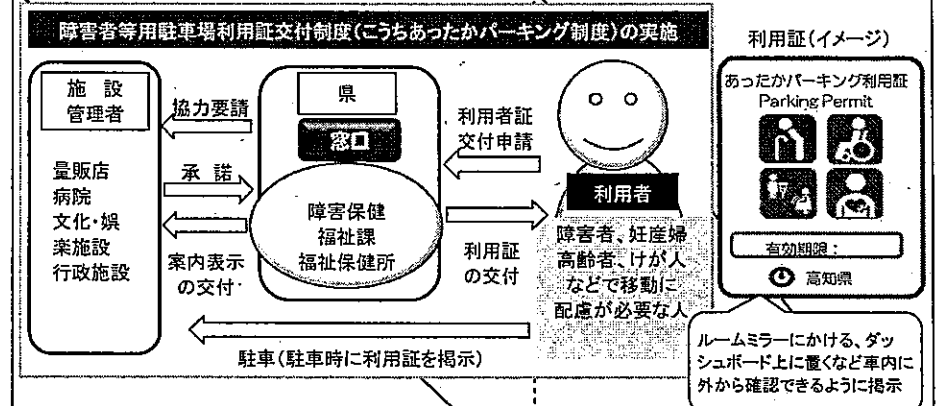 障害者等用駐車場利用証交付制度(こうちあったかパーキング制度)の実施
施 設
管理者
量販店
病院
文化・娯
楽施設
行政施設
協力要請
承 諾
案内表示
の交付
県
窓口
障害保健
福祉課
福祉保健所
利用者証
交付申請
利用証
の交付
利用者
障害者、妊産婦
高齢者、けが人
などで移動に
配慮が必要な人
駐車(駐車時に利用証を掲示)
利用証(イメージ)
あったかパーキング利用証
Parking Permit
有効期限:
高知県
ルームミラーにかける、ダッ
シュボード上に置くなど車内に
外から確認できるように掲示